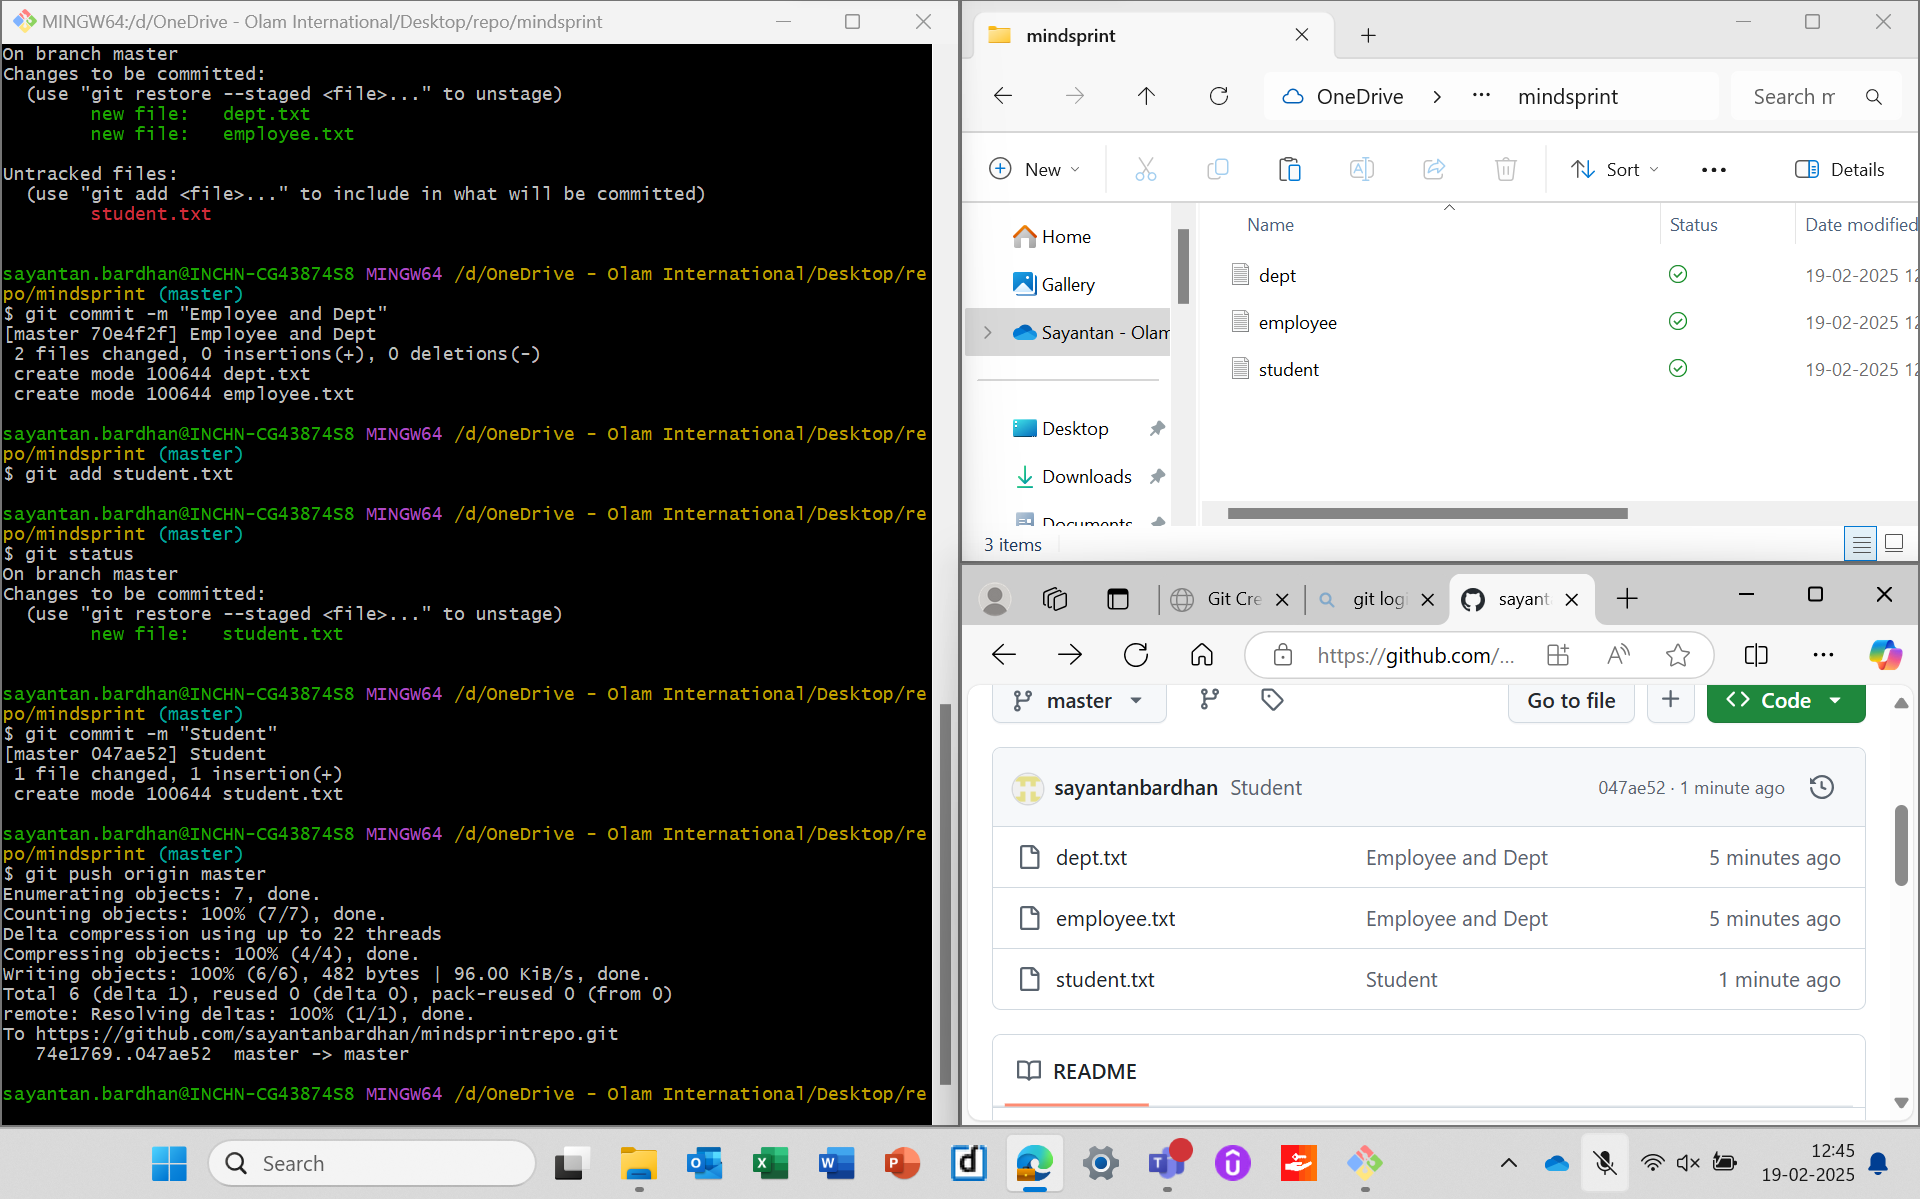 MINGW64:/d/OneDrive - Olam International/Desktop/repo/mindsprint
On branch master
Changes to be committed:
  (use "git restore --staged <file>..." to unstage)
        new file:   dept.txt
        new file:   employee.txt
Untracked files:
  (use "git add <file>..." to include in what will be committed)
        student.txt
sayantan.bardhan@INCHN-CG43874S8 MINGW64 /d/OneDrive - Olam International/Desktop/re
po/mindsprint (master)
$ git commit -m "Employee and Dept"
[master 70e4f2f] Employee and Dept
 2 files changed, 0 insertions(+), 0 deletions(-)
 create mode 100644 dept.txt
 create mode 100644 employee.txt
sayantan.bardhan@INCHN-CG43874S8 MINGW64 /d/OneDrive - Olam International/Desktop/re
po/mindsprint (master)
$ git add student.txt
sayantan.bardhan@INCHN-CG43874S8 MINGW64 /d/OneDrive - Olam International/Desktop/re
po/mindsprint (master)
$ git status
On branch master
Changes to be committed:
  (use "git restore --staged <file>..." to unstage)
        new file:   student.txt
sayantan.bardhan@INCHN-CG43874S8 MINGW64 /d/OneDrive - Olam International/Desktop/re
po/mindsprint (master)
$ git commit -m "Student"
[master 047ae52] Student
 1 file changed, 1 insertion(+)
 create mode 100644 student.txt
sayantan.bardhan@INCHN-CG43874S8 MINGW64 /d/OneDrive - Olam International/Desktop/re
po/mindsprint (master)
$ git push origin master
Enumerating objects: 7, done.
Counting objects: 100% (7/7), done.
Delta compression using up to 22 threads
Compressing objects: 100% (4/4), done.
Writing objects: 100% (6/6), 482 bytes | 96.00 KiB/s, done.
Total 6 (delta 1), reused 0 (delta 0), pack-reused 0 (from 0)
remote: Resolving deltas: 100% (1/1), done.
To https://github.com/sayantanbardhan/mindsprintrepo.git
   74e1769..047ae52  master -> master
sayantan.bardhan@INCHN-CG43874S8 MINGW64 /d/OneDrive - Olam International/Desktop/re
mindsprint
OneDrive > ... mindsprint Search m
New Sort ... Details
Name Status Date modified
Home
Gallery
Sayantan - Olam
Desktop
Downloads
Documents
dept 19-02-2025 12
employee 19-02-2025 12
student 19-02-2025 12
3 items
Git Cre git logi sayant
https://github.com/...
master Go to file + Code
sayantanbardhan Student 047ae52 · 1 minute ago
dept.txt Employee and Dept 5 minutes ago
employee.txt Employee and Dept 5 minutes ago
student.txt Student 1 minute ago
README
Search
12:45
19-02-2025